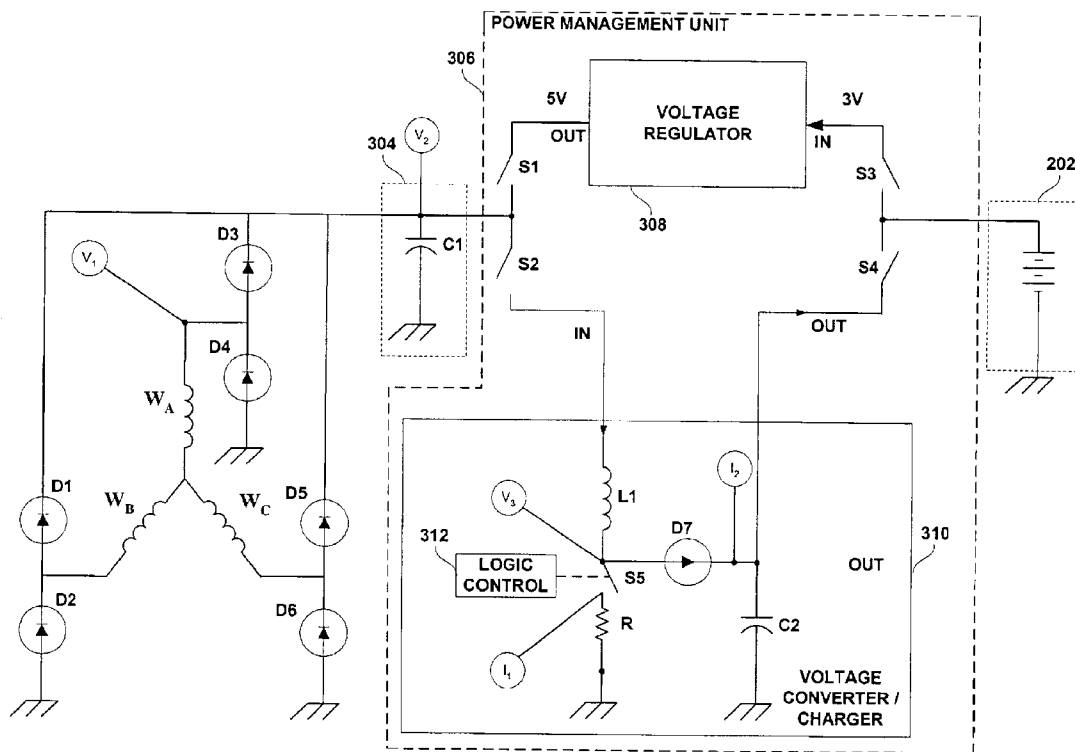 POWER MANAGEMENT UNIT
306
5V
OUT
VOLTAGE
REGULATOR
3V
IN
308
S1
S2
S3
S4
202
304
V2
C1
IN
OUT
V1
D3
D4
WA
WB
WC
D1
D2
D5
D6
L1
V3
D7
I2
310
312
LOGIC
CONTROL
S5
OUT
R
C2
I1
VOLTAGE
CONVERTER /
CHARGER